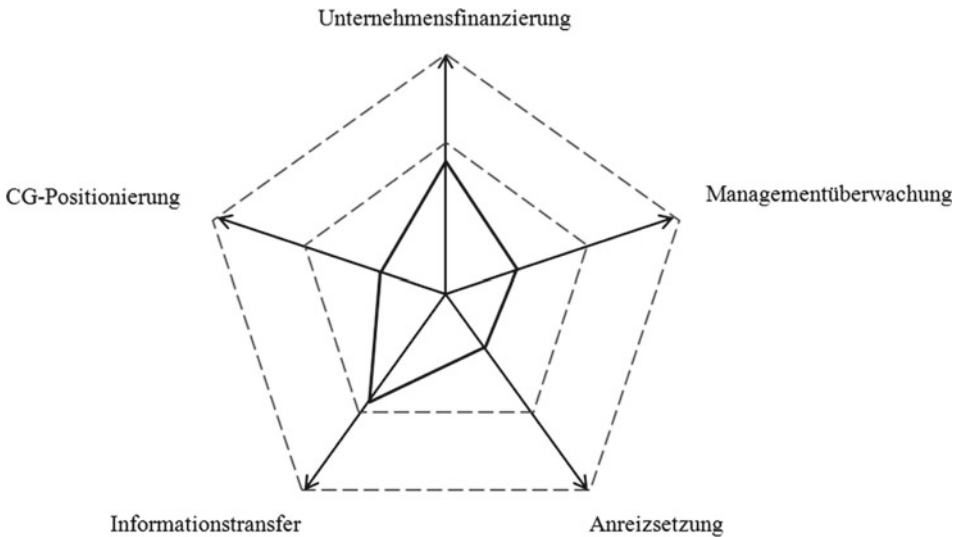 Unternehmensfinanzierung
CG-Positionierung
Managementüberwachung
Informationstransfer
Anreizsetzung